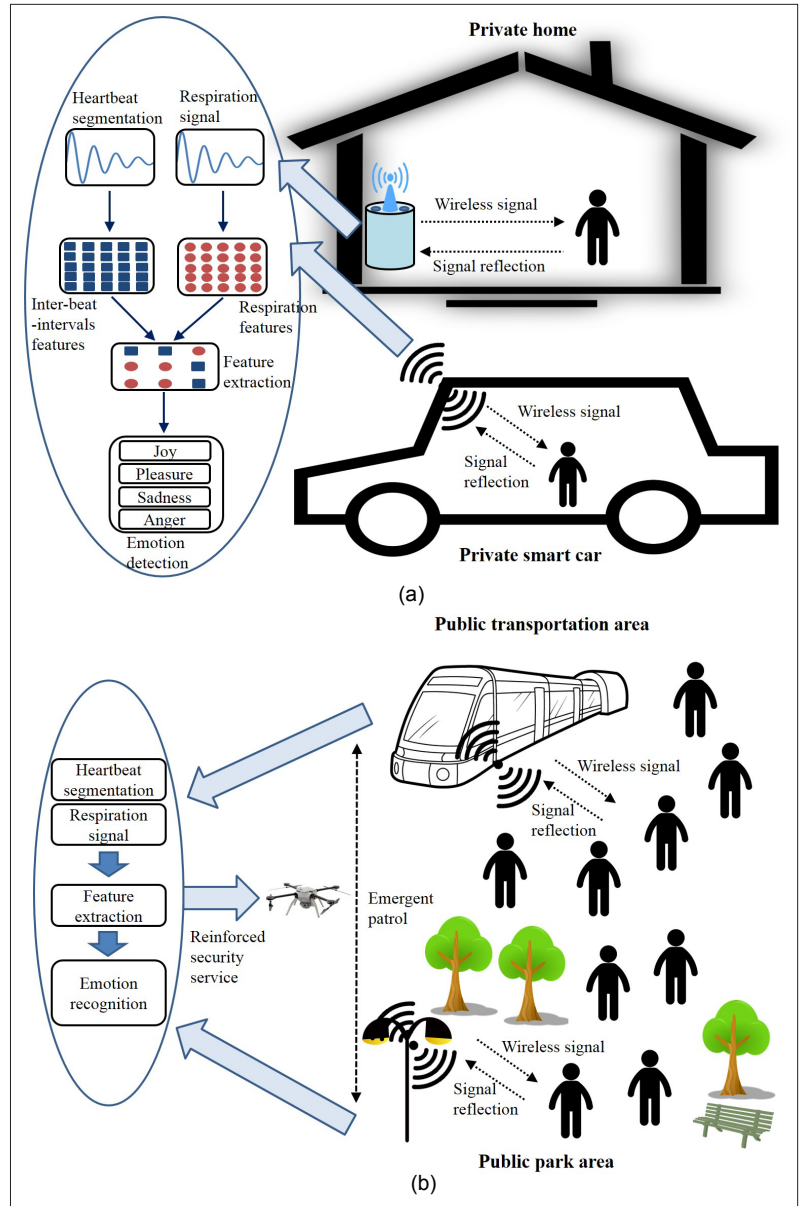 Private home
Heartbeat
segmentation
Respiration
signal
Wireless signal
Signal reflection
Inter-beat
-intervals
features
Respiration
features
Feature
extraction
Wireless signal
Signal
reflection
Joy
Pleasure
Sadness
Anger
Emotion
detection
Private smart car
(a)
Public transportation area
Heartbeat
segmentation
Respiration
signal
Wireless signal
Signal
reflection
Feature
extraction
Reinforced
security
service
Emergent
patrol
Emotion
recognition
Wireless signal
Signal
reflection
Public park area
(b)